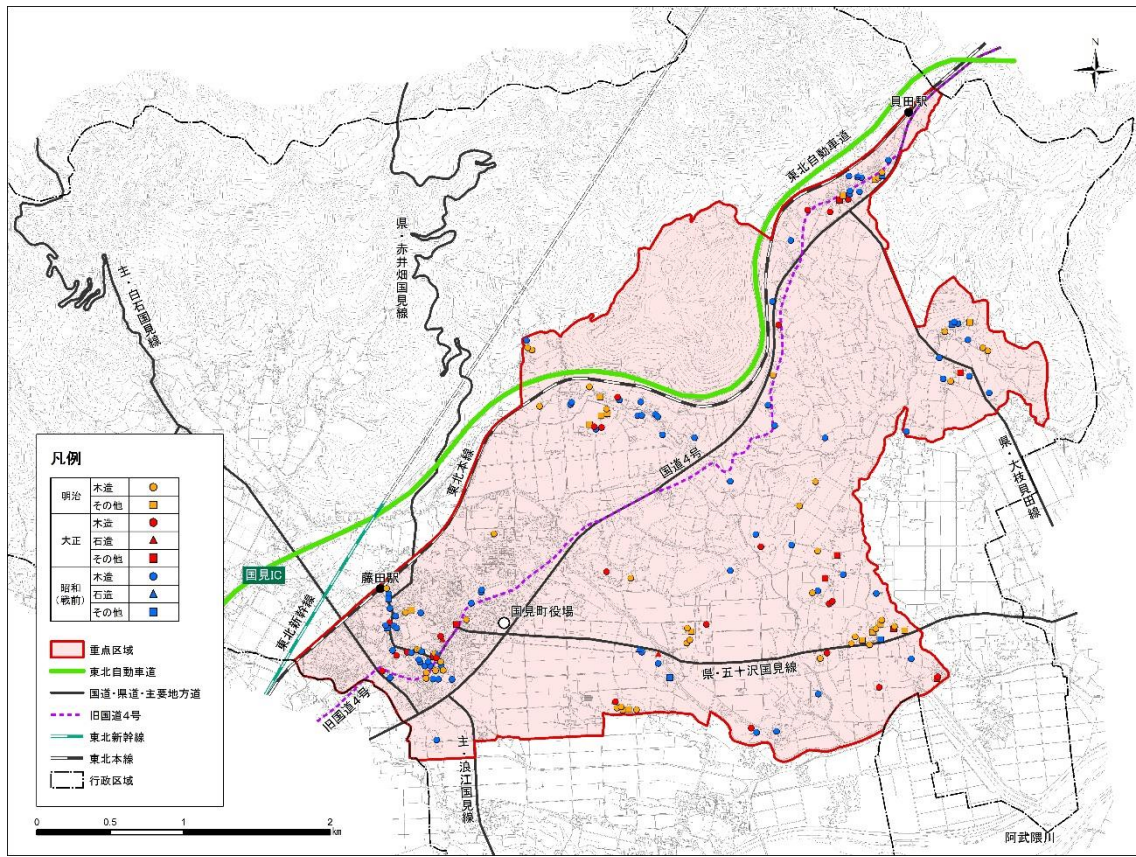 N
貝田駅
東北自動車道
県・赤井畑国見線
主・白石国見線
国道4号
東北本線
県・大枝貝田線
国見IC
藤田駅
東北新幹線
国見町役場
県・五十沢国見線
旧国道4号
主・浪江国見線
阿武隈川
凡例
明治 木造
その他
大正 木造
石造
その他
昭和(戦前) 木造
石造
その他
重点区域
東北自動車道
国道・県道・主要地方道
旧国道4号
東北新幹線
東北本線
行政区域
0 0.5 1 2
km